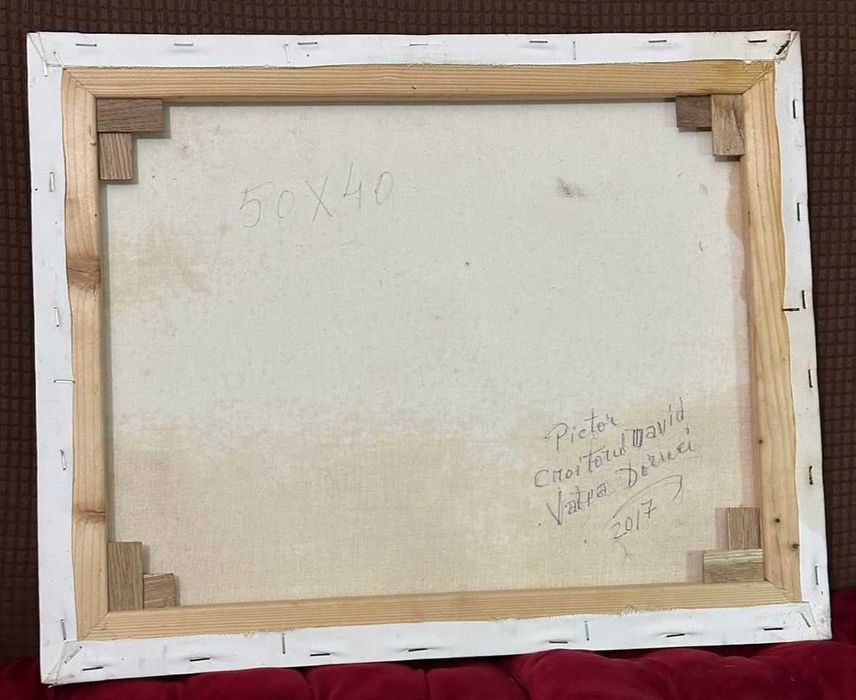 50X40
Pictor
Croitoru David
Vatra Dornei
2017